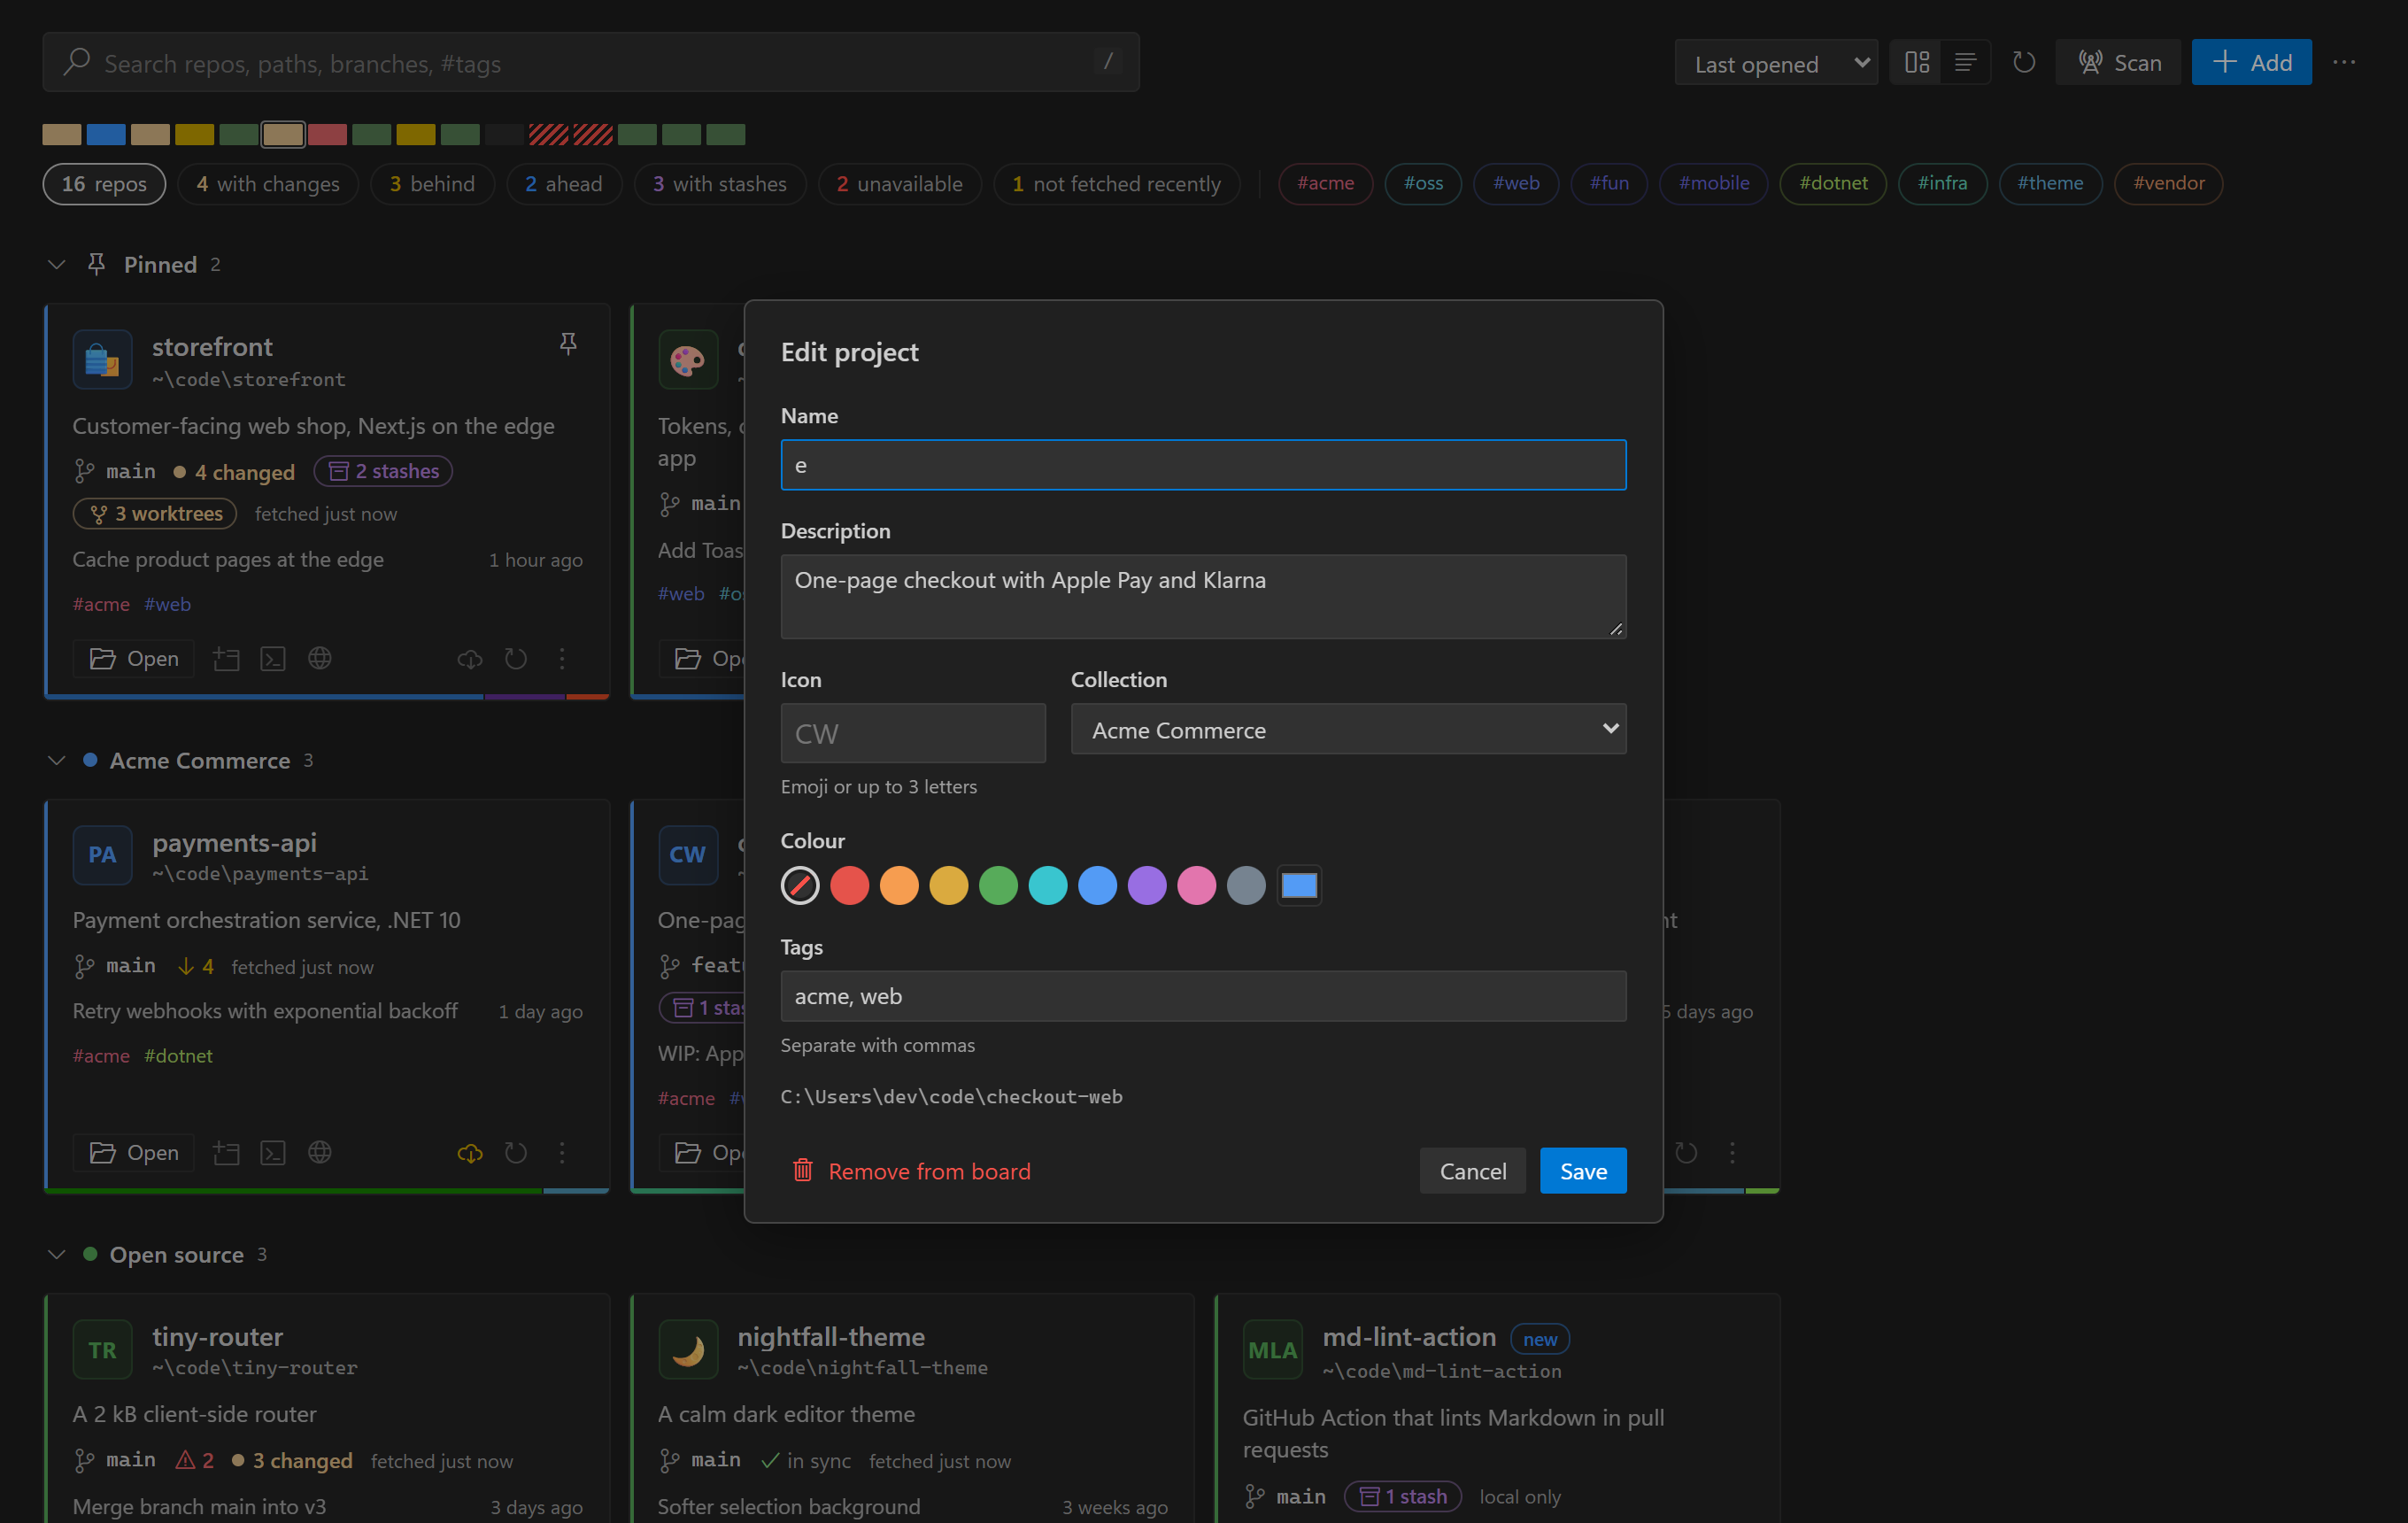 Search repos, paths, branches, #tags /
Last opened
Scan
Add
16 repos
4 with changes
3 behind
2 ahead
3 with stashes
2 unavailable
1 not fetched recently
#acme
#oss
#web
#fun
#mobile
#dotnet
#infra
#theme
#vendor
Pinned 2
storefront
~\code\storefront
Customer-facing web shop, Next.js on the edge
main 4 changed 2 stashes
3 worktrees fetched just now
Cache product pages at the edge 1 hour ago
#acme #web
Open
Tokens,
app
main
#web
Edit project
Name
e
Description
One-page checkout with Apple Pay and Klarna
Icon
CW
Emoji or up to 3 letters
Collection
Acme Commerce
Colour
Tags
acme, web
Separate with commas
C:\Users\dev\code\checkout-web
Remove from board
Cancel
Save
Acme Commerce 3
PA
payments-api
~\code\payments-api
Payment orchestration service, .NET 10
main 4 fetched just now
Retry webhooks with exponential backoff 1 day ago
#acme #dotnet
Open
CW
WIP:
#acme
days ago
Open source 3
TR
tiny-router
~\code\tiny-router
A 2 kB client-side router
main 2 3 changed fetched just now
Merge branch main into v3 3 days ago
nightfall-theme
~\code\nightfall-theme
A calm dark editor theme
main in sync fetched just now
Softer selection background 3 weeks ago
MLA
md-lint-action new
~\code\md-lint-action
GitHub Action that lints Markdown in pull
requests
main 1 stash local only